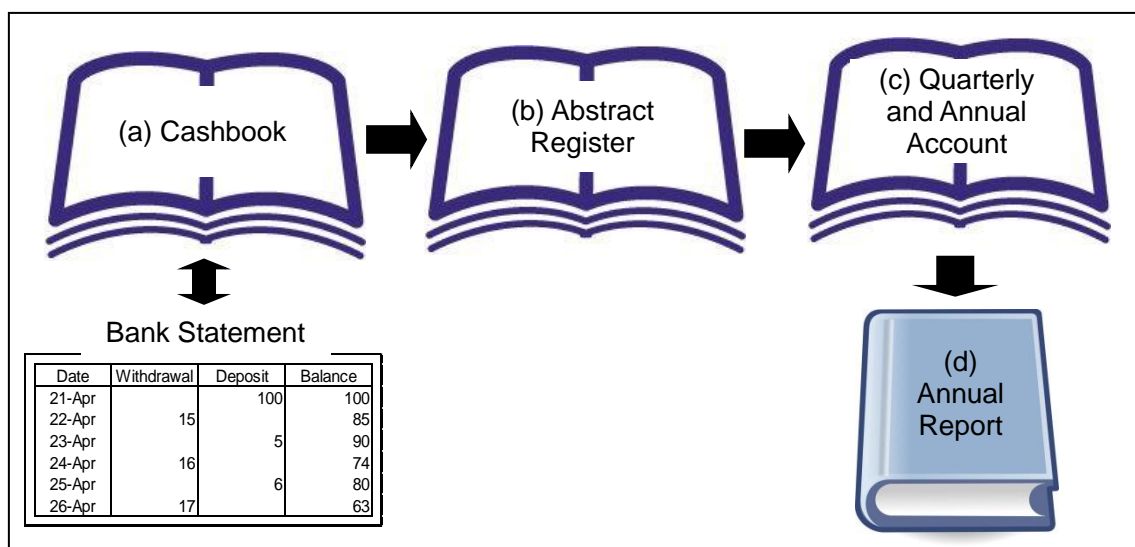 (a) Cashbook
(b) Abstract
Register
(c) Quarterly
and Annual
Account
Bank Statement
Date Withdrawal Deposit Balance
21-Apr 100 100
22-Apr 15 85
23-Apr 5 90
24-Apr 16 74
25-Apr 6 80
26-Apr 17 63
(d)
Annual
Report